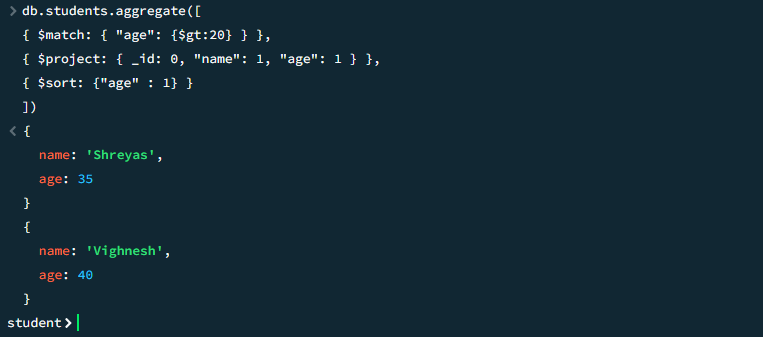 > db.students.aggregate([
{ $match: { "age": {$gt:20} } },
{ $project: { _id: 0, "name": 1, "age": 1 } },
{ $sort: {"age" : 1} }
])
< {
name: 'Shreyas',
age: 35
}
{
name: 'Vighnesh',
age: 40
}
student>